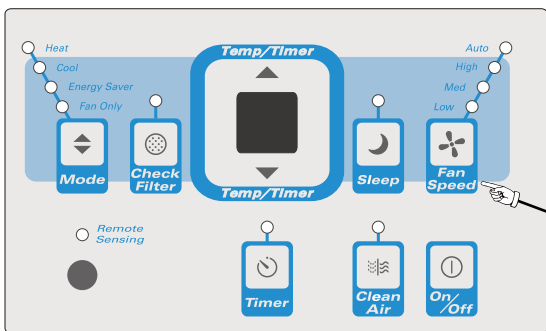 Temp/Timer
Heat
Cool
Energy Saver
Fan Only
Auto
High
Med
Low
Mode
Check
Filter
Sleep
Fan
Speed
Temp/Timer
Remote
Sensing
Timer
Clean
Air
On/Off